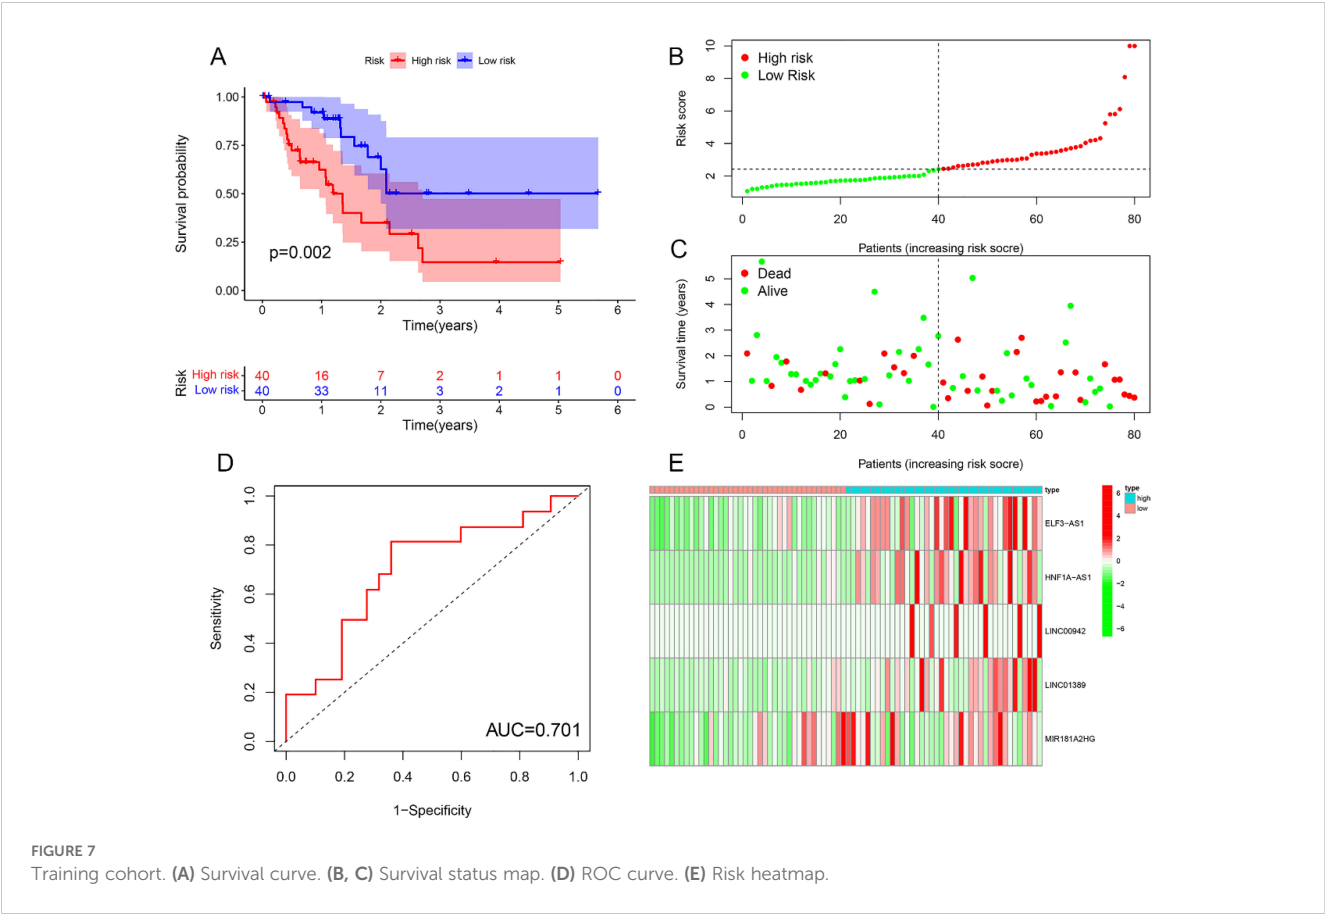 A
Risk High risk Low risk
Survival probability
1.00
0.75
0.50
0.25
0.00
p=0.002
0 1 2 3 4 5 6
Time(years)
Risk
High risk 40 16 7 2 1 1 0
Low risk 40 33 11 3 2 1 0
0 1 2 3 4 5 6
Time(years)
B
High risk
Low Risk
Risk score
10
8
6
4
2
0 20 40 60 80
Patients (increasing risk socre)
C
Dead
Alive
Survival time (years)
5
4
3
2
1
0
0 20 40 60 80
Patients (increasing risk socre)
D
Sensitivity
1.0
0.8
0.6
0.4
0.2
0.0
AUC=0.701
0.0 0.2 0.4 0.6 0.8 1.0
1−Specificity
E
type
ELF3−AS1
HNF1A−AS1
LINC00942
LINC01389
MIR181A2HG
6
4
2
0
−2
−4
−6
type
high
low
FIGURE 7
Training cohort. (A) Survival curve. (B, C) Survival status map. (D) ROC curve. (E) Risk heatmap.